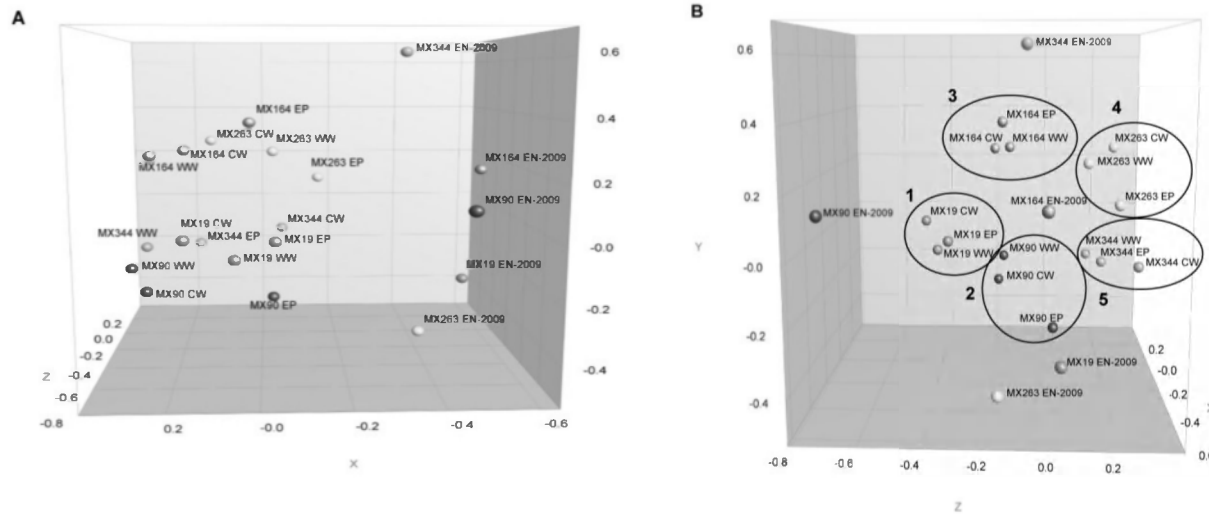 A
MX344 EN-2009
0.6
MX164 EP
0.4
MX263 CW
MX263 WW
MX164 CW
MX164 WW
MX263 EP
MX164 EN-2009
0.2
MX90 EN-2009
MX19 CW
MX344 CW
MX344 WW
MX344 EP
MX19 EP
-0.0
MX90 WW
MX19 WW
MX19 EN-2009
MX90 CW
MX90 EP
-0.2
MX263 EN-2009
0.2
0.0
-0.2
Z
-0.4
-0.4
-0.6
-0.8
0.2
-0.0
-0.2
-0.4
-0.6
X
B
0.6
MX344 EN-2009
3
4
0.4
MX164 EP
MX164 CW
MX164 WW
MX263 CW
MX263 WW
0.2
1
MX90 EN-2009
MX164 EN-2009
MX263 EP
MX19 CW
Y
MX19 EP
MX19 WW
MX90 WW
MX344 WW
MX344 EP
MX344 CW
-0.0
MX90 CW
2
5
MX90 EP
-0.2
MX19 EN-2009
0.2
-0.0
-0.2
MX263 EN-2009
-0.4
-0.4
-0.8
-0.6
-0.4
-0.2
0.0
0.2
Z